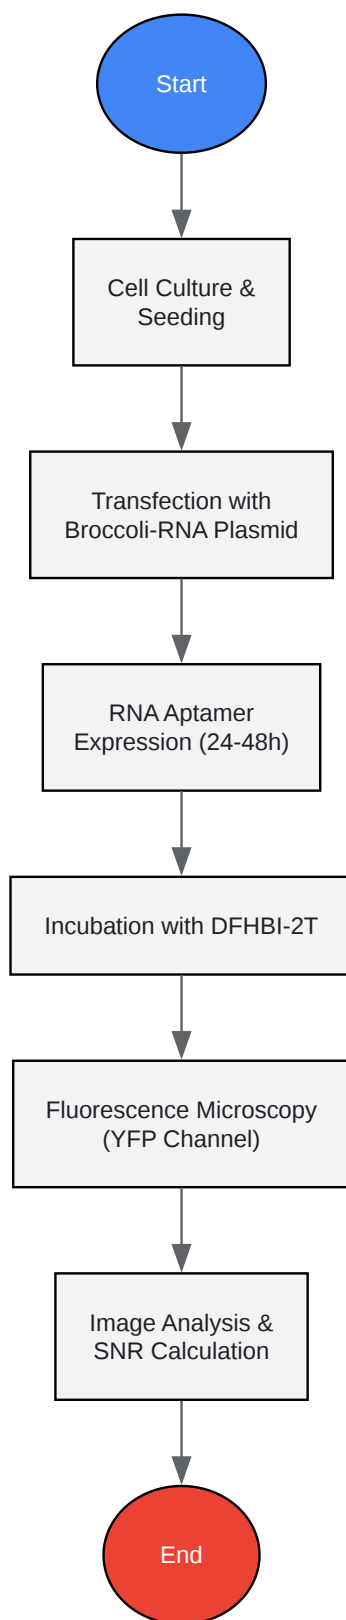 Start
Cell Culture &
Seeding
Transfection with
Broccoli-RNA Plasmid
RNA Aptamer
Expression (24-48h)
Incubation with DFHBI-2T
Fluorescence Microscopy
(YFP Channel)
Image Analysis &
SNR Calculation
End